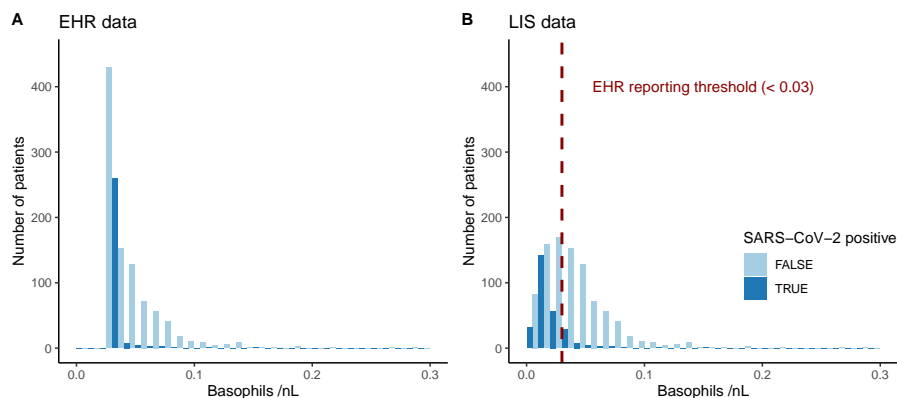 A
EHR data
Number of patients
400
300
200
100
0
0.0
0.1
0.2
0.3
Basophils /nL
B
LIS data
EHR reporting threshold (< 0.03)
Number of patients
400
300
200
100
0
SARS−CoV−2 positive
FALSE
TRUE
0.0
0.1
0.2
0.3
Basophils /nL